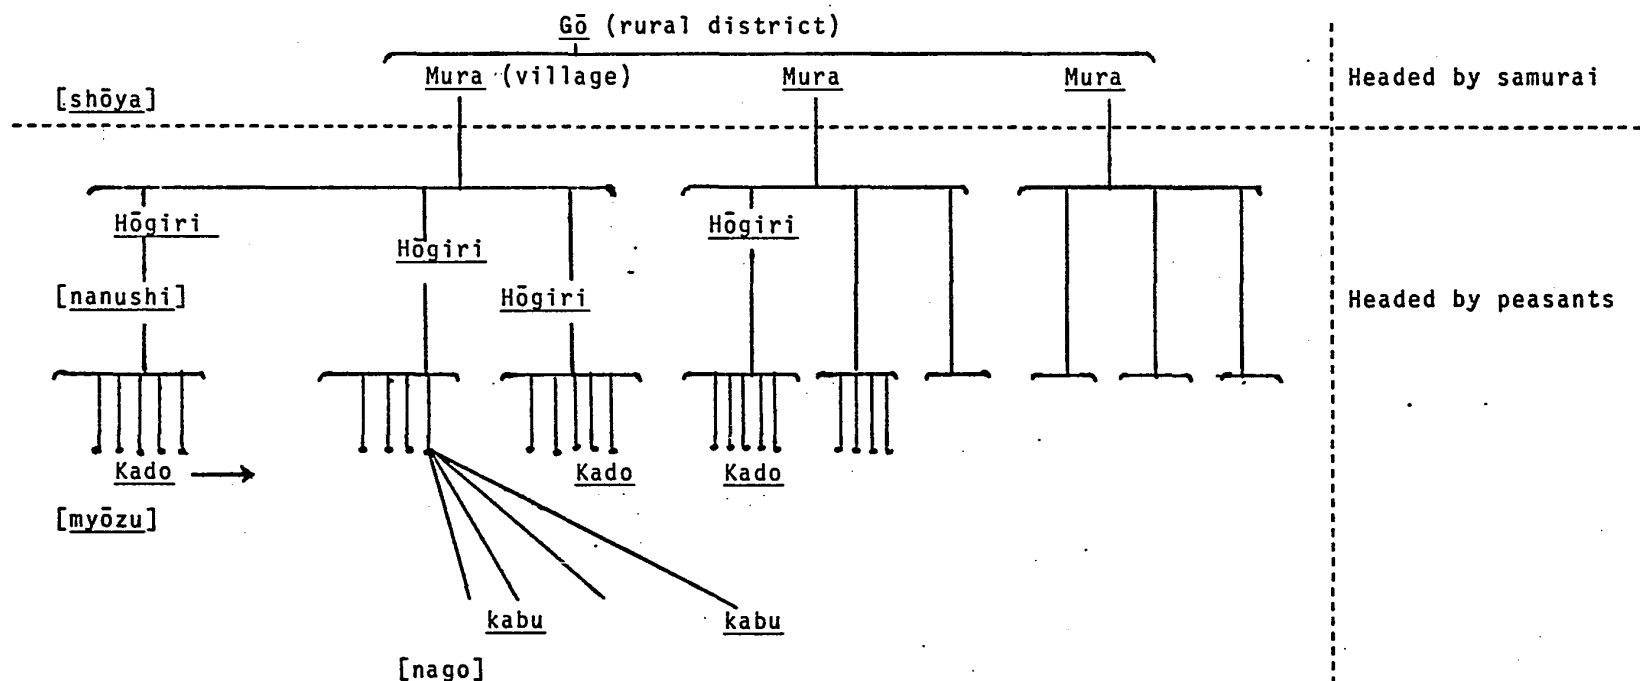 Gō (rural district)
Mura (village)
Mura
Mura
Headed by samurai
[shōya]
Hōgiri
Hōgiri
Hōgiri
Hōgiri
[nanushi]
Headed by peasants
Kado
Kado
Kado
[myōzu]
kabu
kabu
[nago]